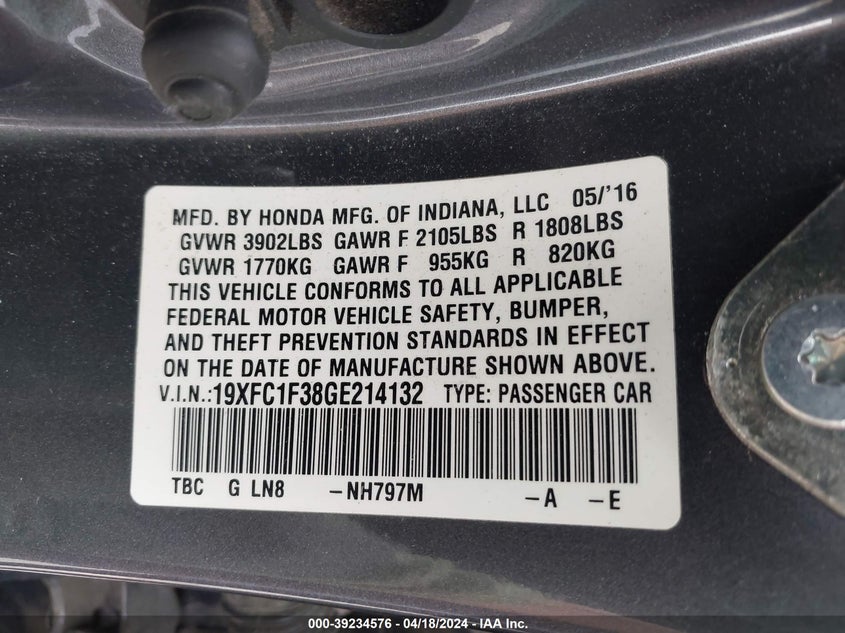 MFD. BY HONDA MFG. OF INDIANA, LLC 05/'16
GVWR 3902LBS GAWR F 2105LBS R 1808LBS
GVWR 1770KG GAWR F 955KG R 820KG
THIS VEHICLE CONFORMS TO ALL APPLICABLE
FEDERAL MOTOR VEHICLE SAFETY, BUMPER,
AND THEFT PREVENTION STANDARDS IN EFFECT
ON THE DATE OF MANUFACTURE SHOWN ABOVE.
V.I.N.:19XFC1F38GE214132 TYPE: PASSENGER CAR
TBC G LN8 -NH797M -A -E
000-39234576 - 04/18/2024 - IAA Inc.